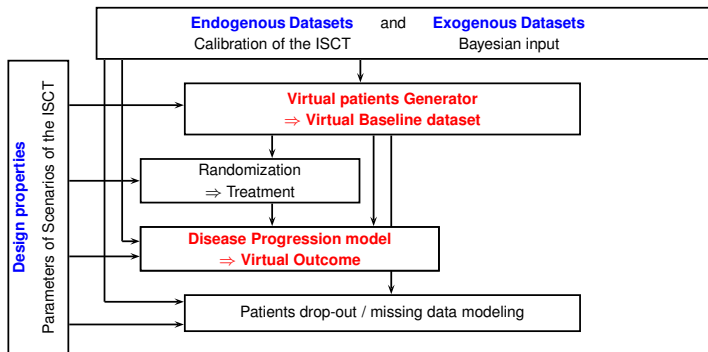 Endogenous Datasets and Exogenous Datasets
Calibration of the ISCT Bayesian input
Design properties
Parameters of Scenarios of the ISCT
Virtual patients Generator
⇒ Virtual Baseline dataset
Randomization
⇒ Treatment
Disease Progression model
⇒ Virtual Outcome
Patients drop-out / missing data modeling